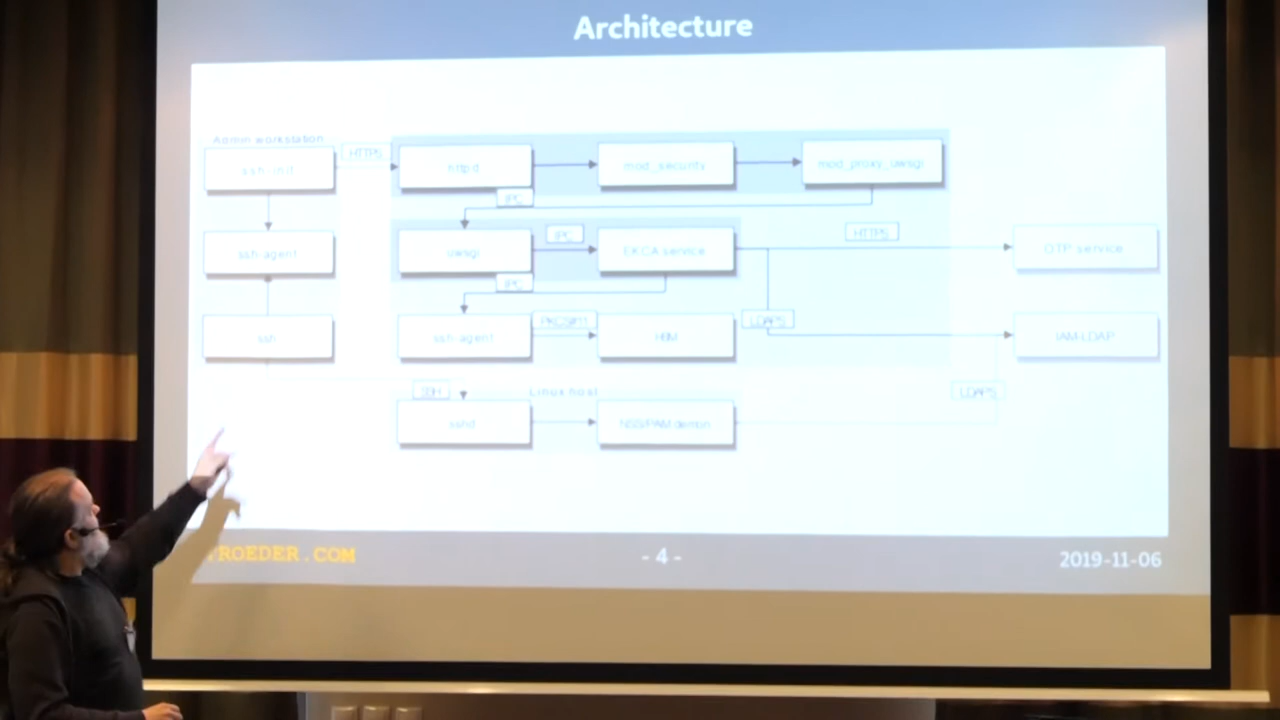 Architecture
Admin workstation
HTTPS
httpd
mod_security
mod_proxy_uwsgi
IPC
ssh-agent
uwsgi
IPC
EKCA service
HTTPS
OTP service
IPC
ssh
ssh-agent
PKCS#11
HSM
LDAPS
IAM LDAP
SSH
Linux host
LDAPS
sshd
NSS/PAM demon
ROEDER.COM
- 4 -
2019-11-06